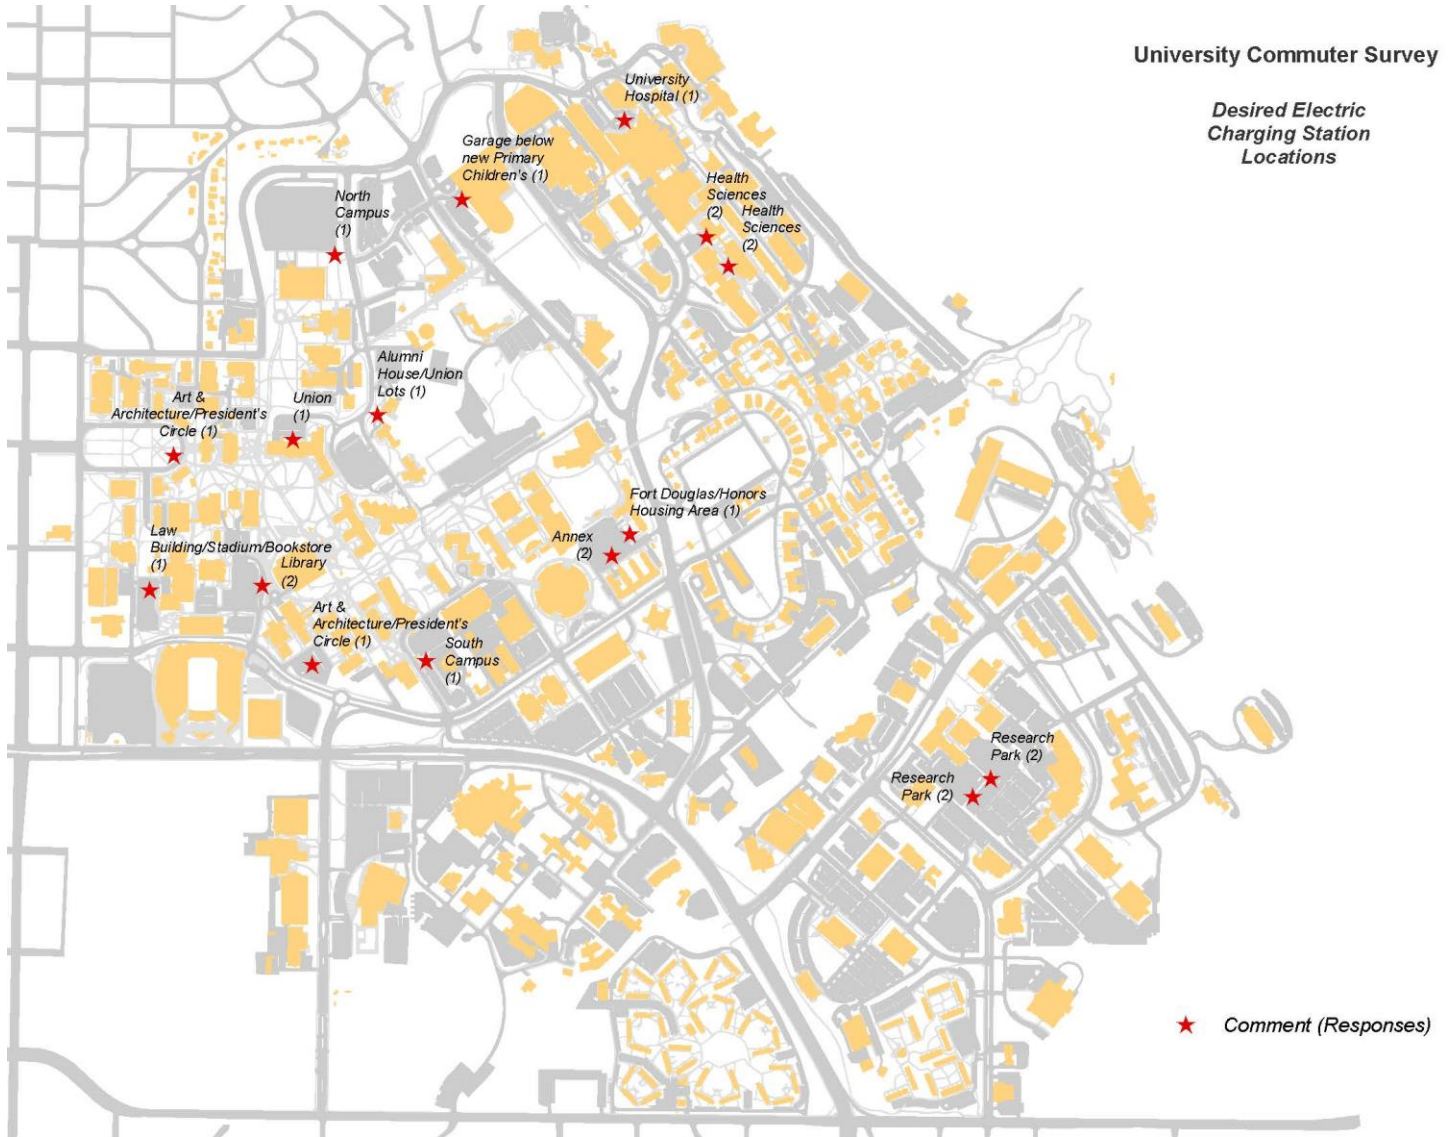 University Commuter Survey
Desired Electric
Charging Station
Locations
University
Hospital (1)
Garage below
new Primary
Children's (1)
Health
Sciences
(2)
Health
Sciences
(2)
North
Campus
(1)
Alumni
House/Union
Lots (1)
Art &
Architecture/President's
Circle (1)
Union
(1)
Fort Douglas/Honors
Housing Area (1)
Annex
(2)
Law
Building/Stadium/Bookstore
(1)
Library
(2)
Art &
Architecture/President's
Circle (1)
South
Campus
(1)
Research
Park (2)
Research
Park (2)
Comment (Responses)